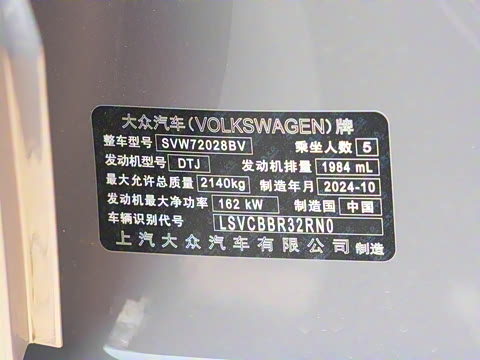 大众汽车(VOLKSWAGEN)牌
整车型号 SVW72028BV 乘坐人数 5
发动机型号 DTJ 发动机排量 1984 mL
最大允许总质量 2140kg 制造年月 2024-10
发动机最大净功率 162 kW 制造国 中国
车辆识别代号 LSVCBBR32RN0
上汽大众汽车有限公司 制造